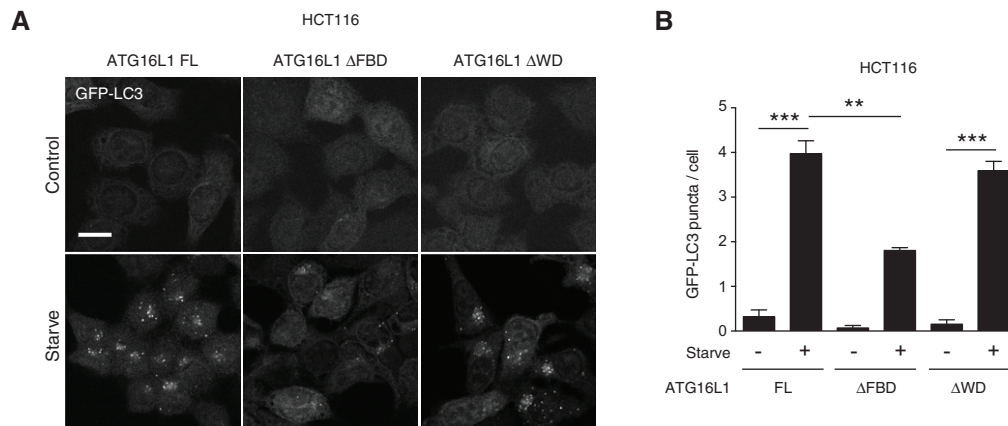 A
HCT116
ATG16L1 FL ATG16L1 ΔFBD ATG16L1 ΔWD
GFP-LC3
Control
Starve
B
HCT116
GFP-LC3 puncta / cell
5
4
3
2
1
0
*** ** ***
Starve - + - + - +
ATG16L1 FL ΔFBD ΔWD